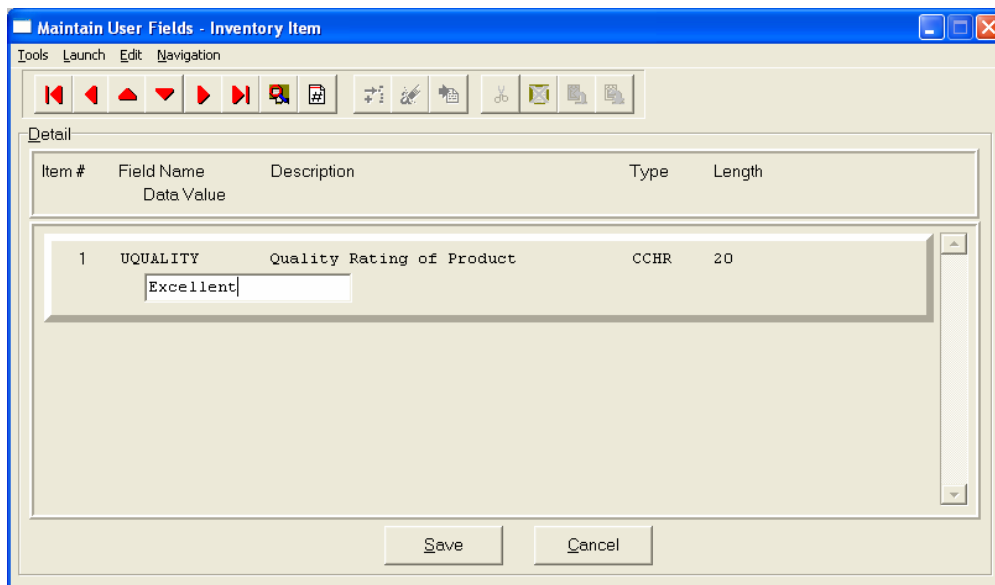 Maintain User Fields - Inventory Item
Tools Launch Edit Navigation
Detail
Item # Field Name Description Type Length
Data Value
1 UQUALITY Quality Rating of Product CCHR 20
Excellent
Save Cancel